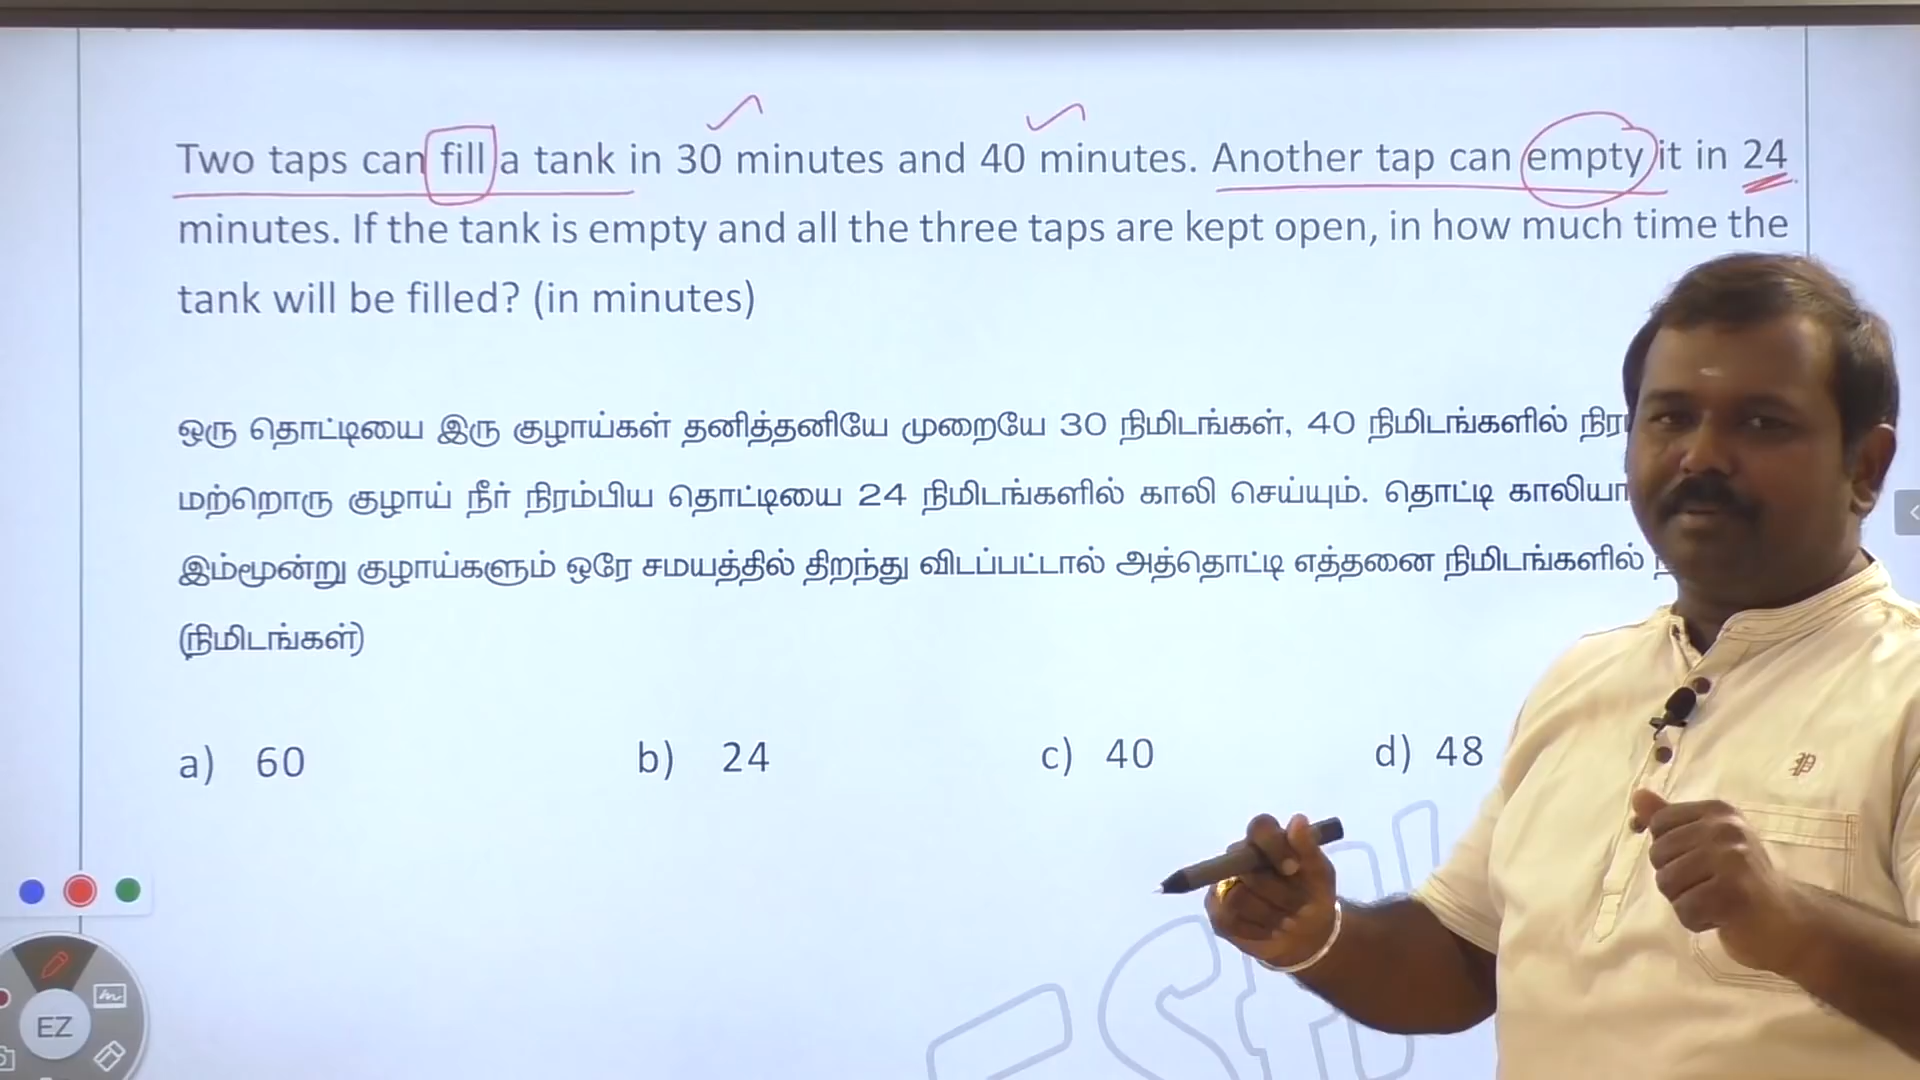 Two taps can fill a tank in 30 minutes and 40 minutes. Another tap can empty it in 24
minutes. If the tank is empty and all the three taps are kept open, in how much time the
tank will be filled? (in minutes)
ஒரு தொட்டியை இரு குழாய்கள் தனித்தனியே முறையே 30 நிமிடங்கள், 40 நிமிடங்களில்
மற்றொரு குழாய் நீர் நிரம்பிய தொட்டியை 24 நிமிடங்களில் காலி செய்யும். தொட்டி
இம்மூன்று குழாய்களும் ஒரே சமயத்தில் திறந்து விடப்பட்டால் அத்தொட்டி எத்தனை நிமிடங்களில்
(நிமிடங்கள்)
a) 60 b) 24 c) 40 d) 48
EZ